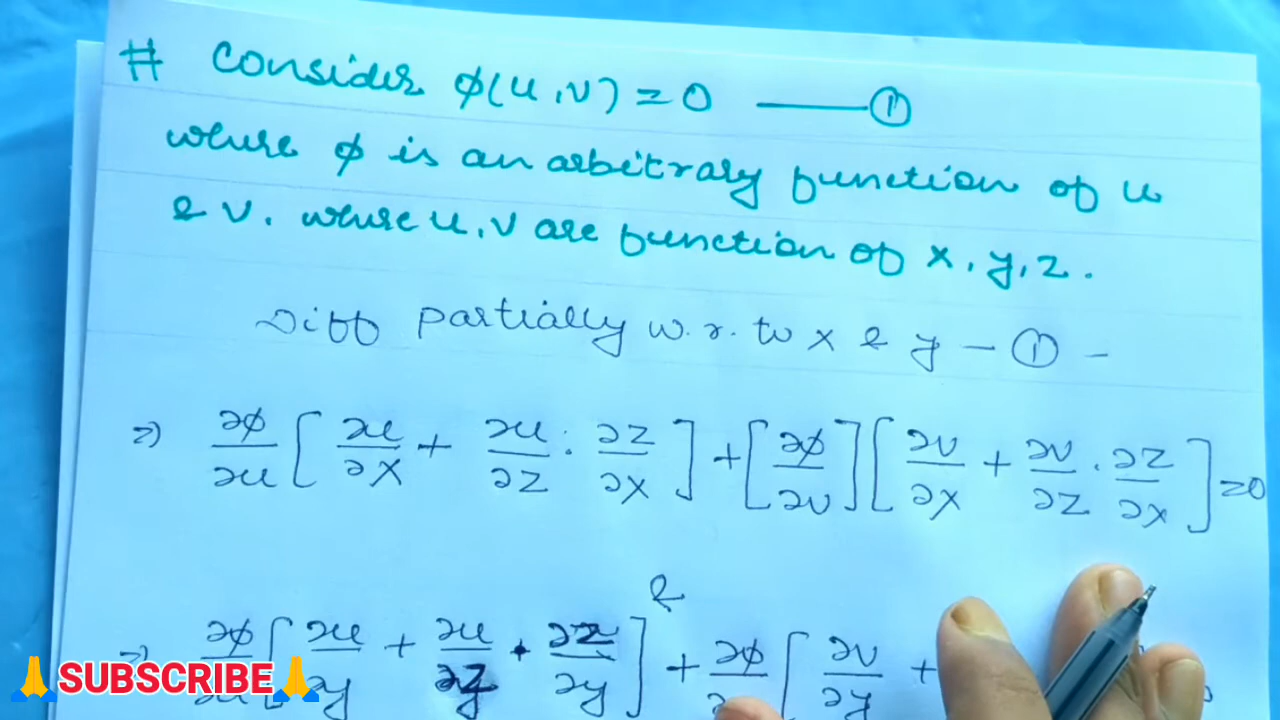 # Consider φ(u,v)=0 —— ①
where φ is an arbitrary function of u
& v. where u,v are function of x, y, z.
Diff partially w.r. to x & y – ① –
⇒ ∂φ/∂u [∂u/∂x + ∂u/∂z · ∂z/∂x] + [∂φ/∂v] [∂v/∂x + ∂v/∂z · ∂z/∂x] = 0
&
⇒ ∂φ/∂u [∂u/∂y + ∂u/∂z · ∂z/∂y] + ∂φ [∂v/∂y +
🙏SUBSCRIBE🙏